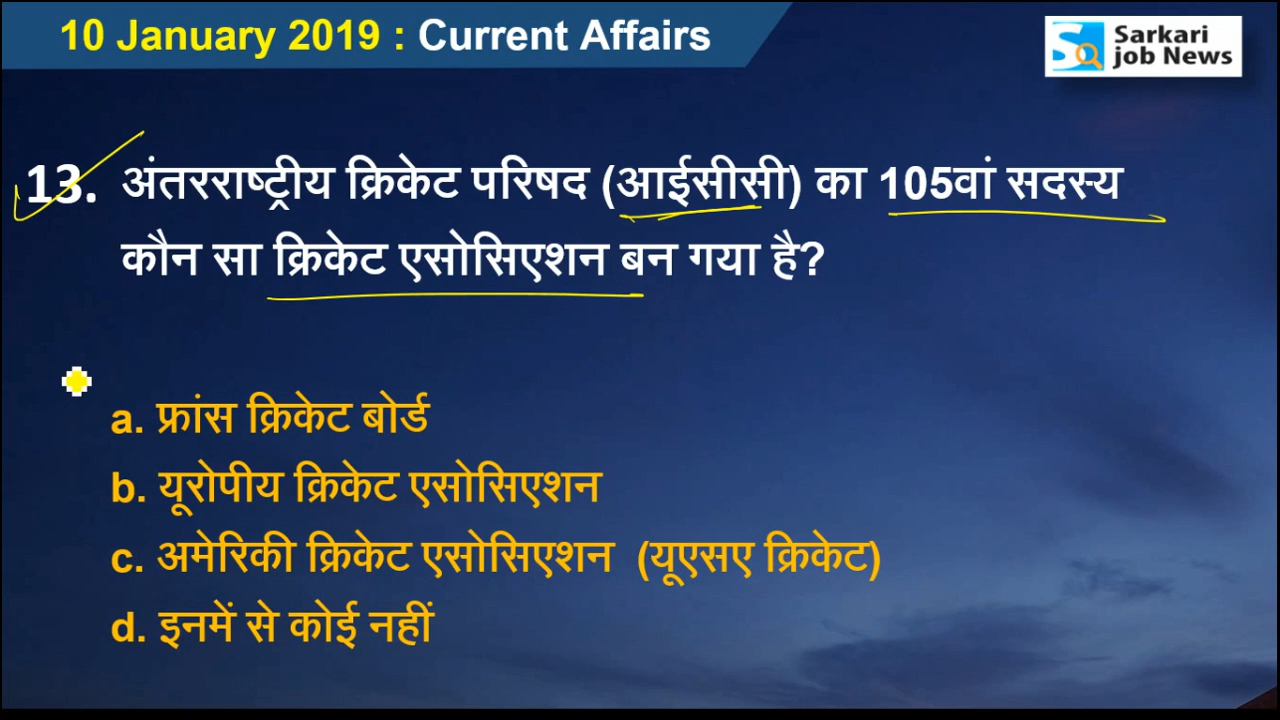 10 January 2019 : Current Affairs
Sarkari
job News
13. अंतरराष्ट्रीय क्रिकेट परिषद (आईसीसी) का 105वां सदस्य
कौन सा क्रिकेट एसोसिएशन बन गया है?
a. फ्रांस क्रिकेट बोर्ड
b. यूरोपीय क्रिकेट एसोसिएशन
c. अमेरिकी क्रिकेट एसोसिएशन (यूएसए क्रिकेट)
d. इनमें से कोई नहीं